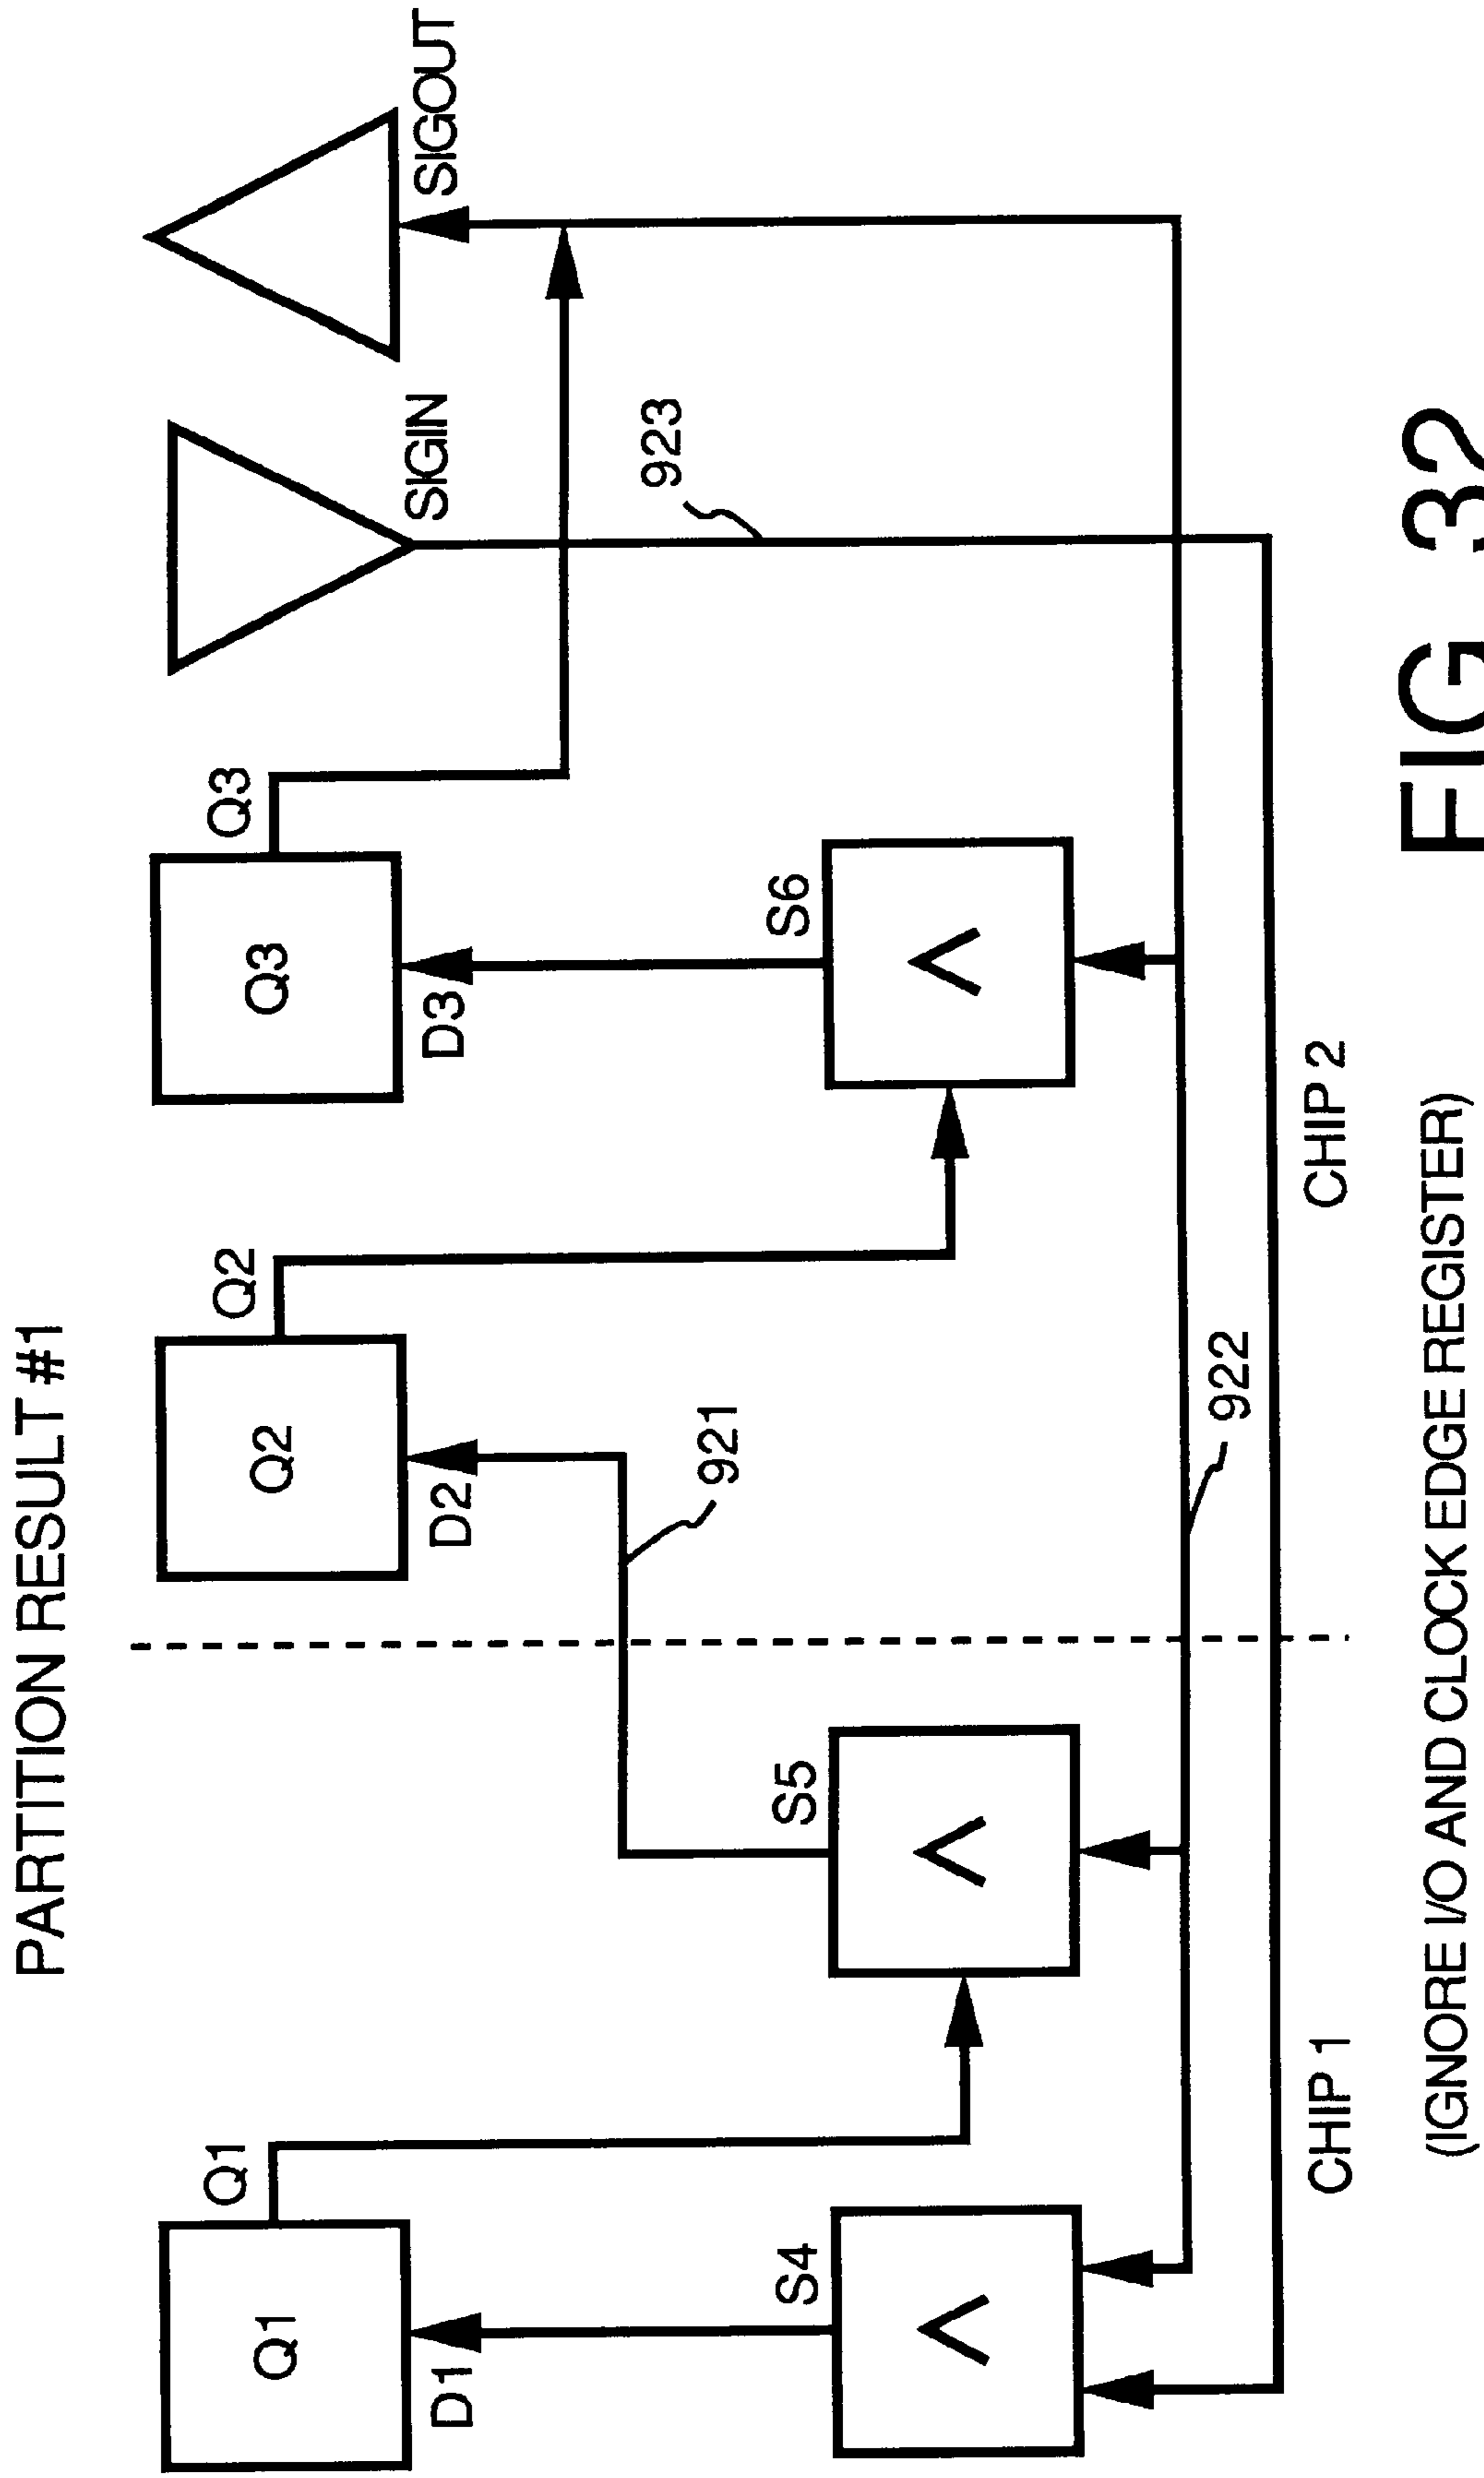 PARTITION RESULT #1
Q1
Q2
Q3
Q1
Q2
Q3
D1
D2
D3
SIGIN
SIGOUT
921
923
S4
S5
S6
^
^
^
922
CHIP 1
CHIP 2
(IGNORE I/O AND CLOCK EDGE REGISTER)
FIG 32